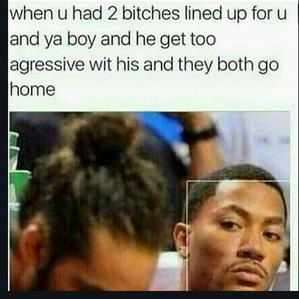 when u had 2 bitches lined up for u
and ya boy and he get too
agressive wit his and they both go
home